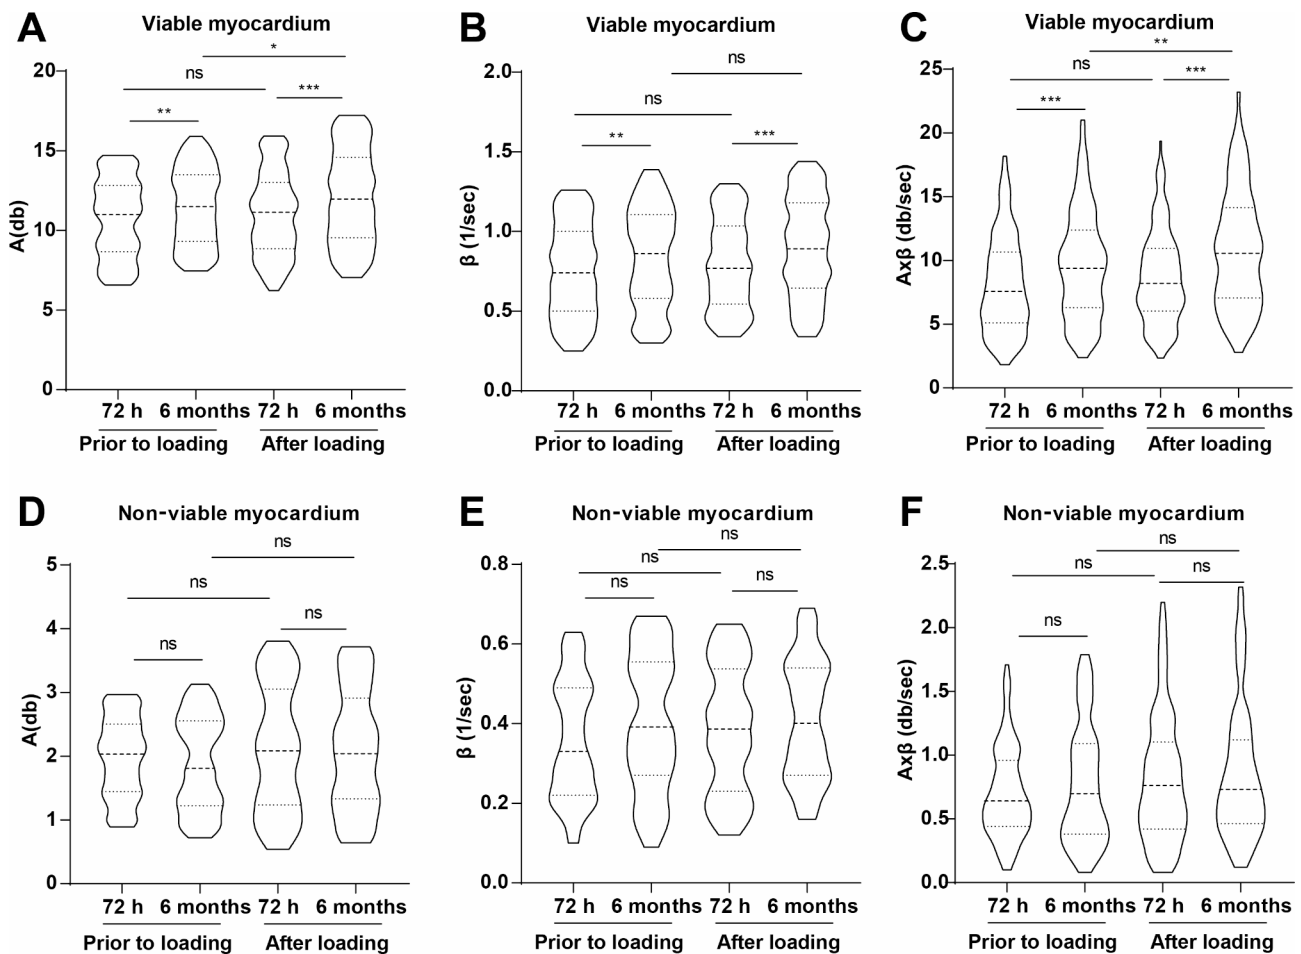 A
Viable myocardium
*
ns
**
***
A(db)
20
15
10
5
0
72 h 6 months 72 h 6 months
Prior to loading After loading
B
Viable myocardium
ns
ns
**
***
β (1/sec)
2.0
1.5
1.0
0.5
0.0
72 h 6 months 72 h 6 months
Prior to loading After loading
C
Viable myocardium
**
ns
***
***
Axβ (db/sec)
25
20
15
10
5
0
72 h 6 months 72 h 6 months
Prior to loading After loading
D
Non-viable myocardium
ns
ns
ns
ns
A(db)
5
4
3
2
1
0
72 h 6 months 72 h 6 months
Prior to loading After loading
E
Non-viable myocardium
ns
ns
ns
ns
β (1/sec)
0.8
0.6
0.4
0.2
0.0
72 h 6 months 72 h 6 months
Prior to loading After loading
F
Non-viable myocardium
ns
ns
ns
ns
Axβ (db/sec)
2.5
2.0
1.5
1.0
0.5
0.0
72 h 6 months 72 h 6 months
Prior to loading After loading